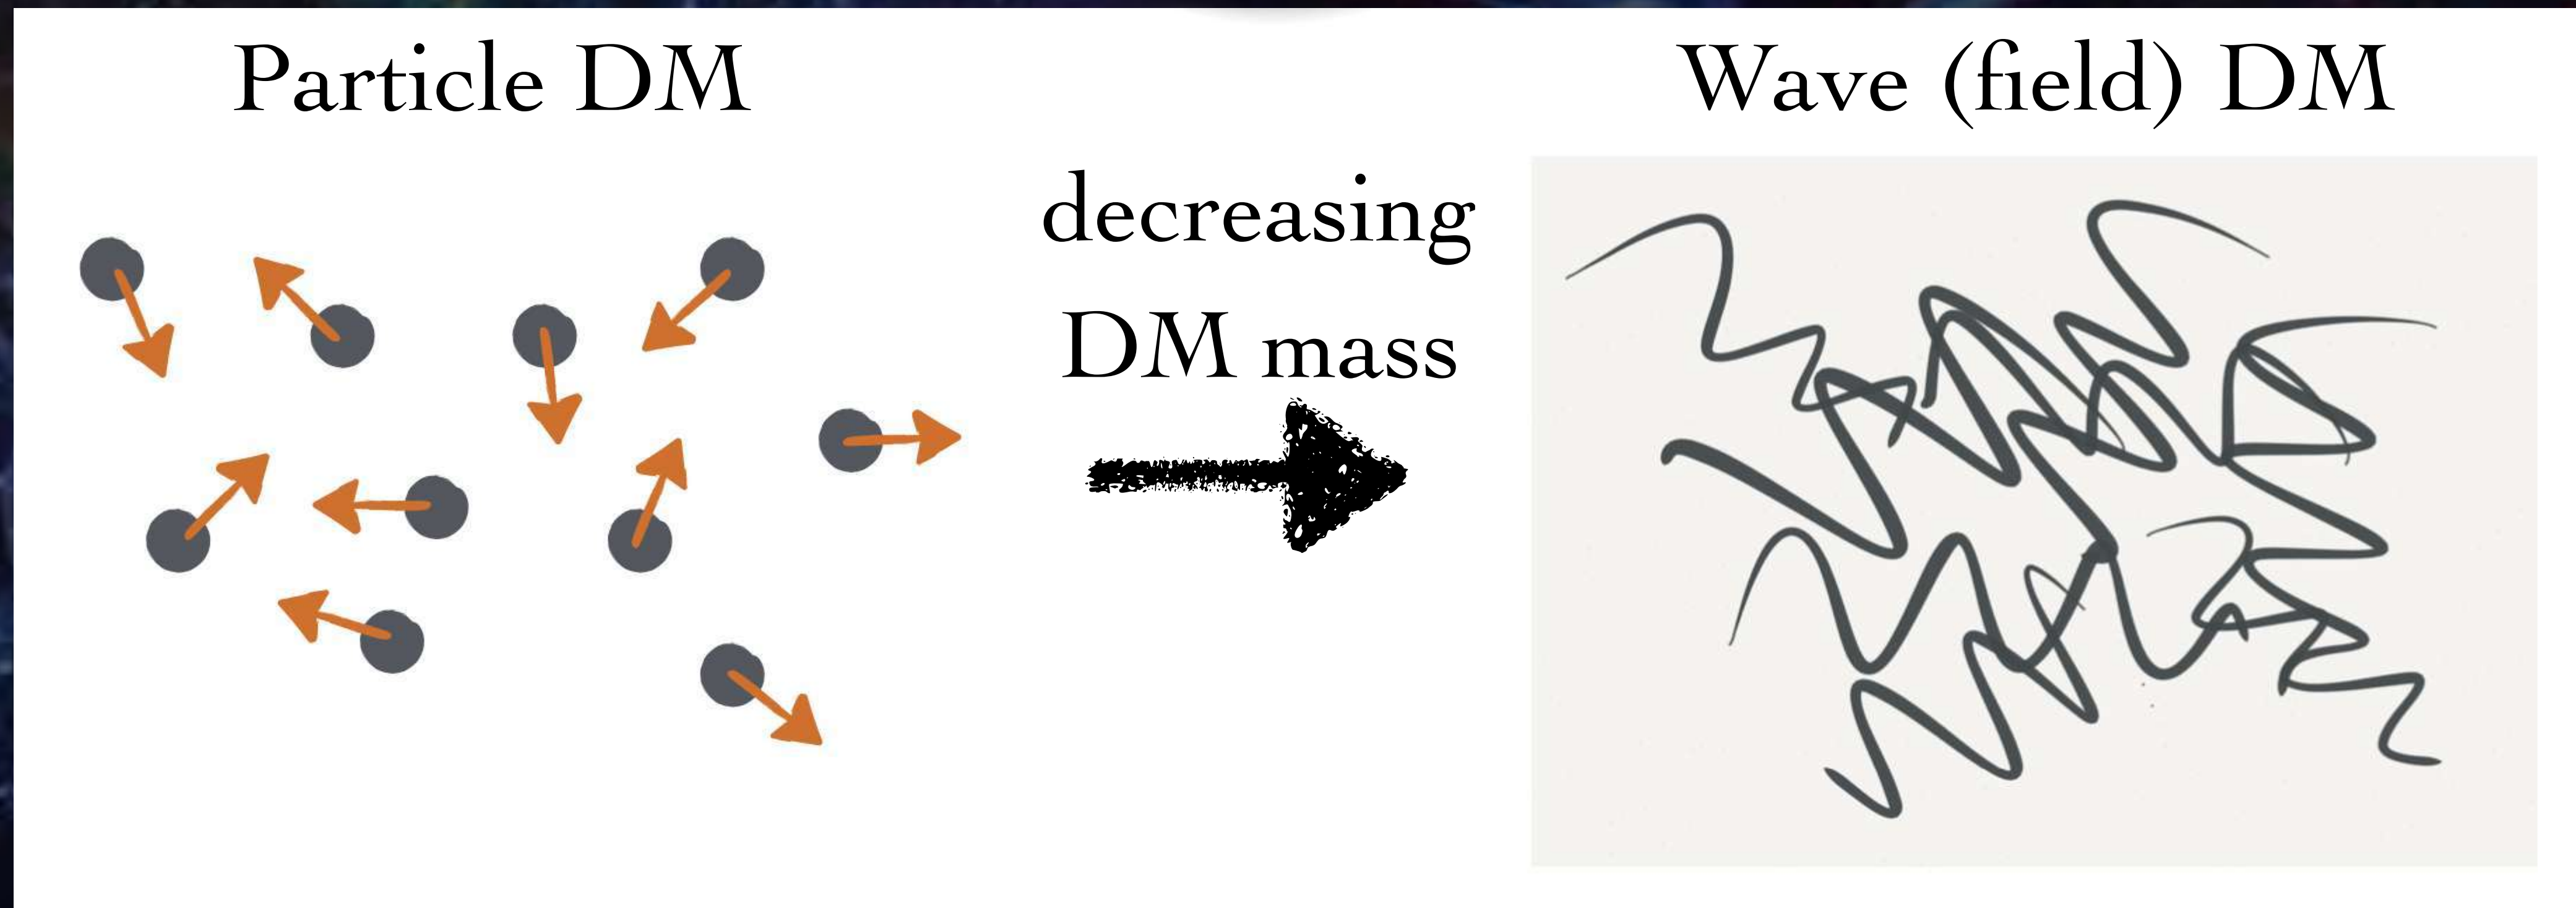 Particle DM
decreasing
DM mass
Wave (field) DM